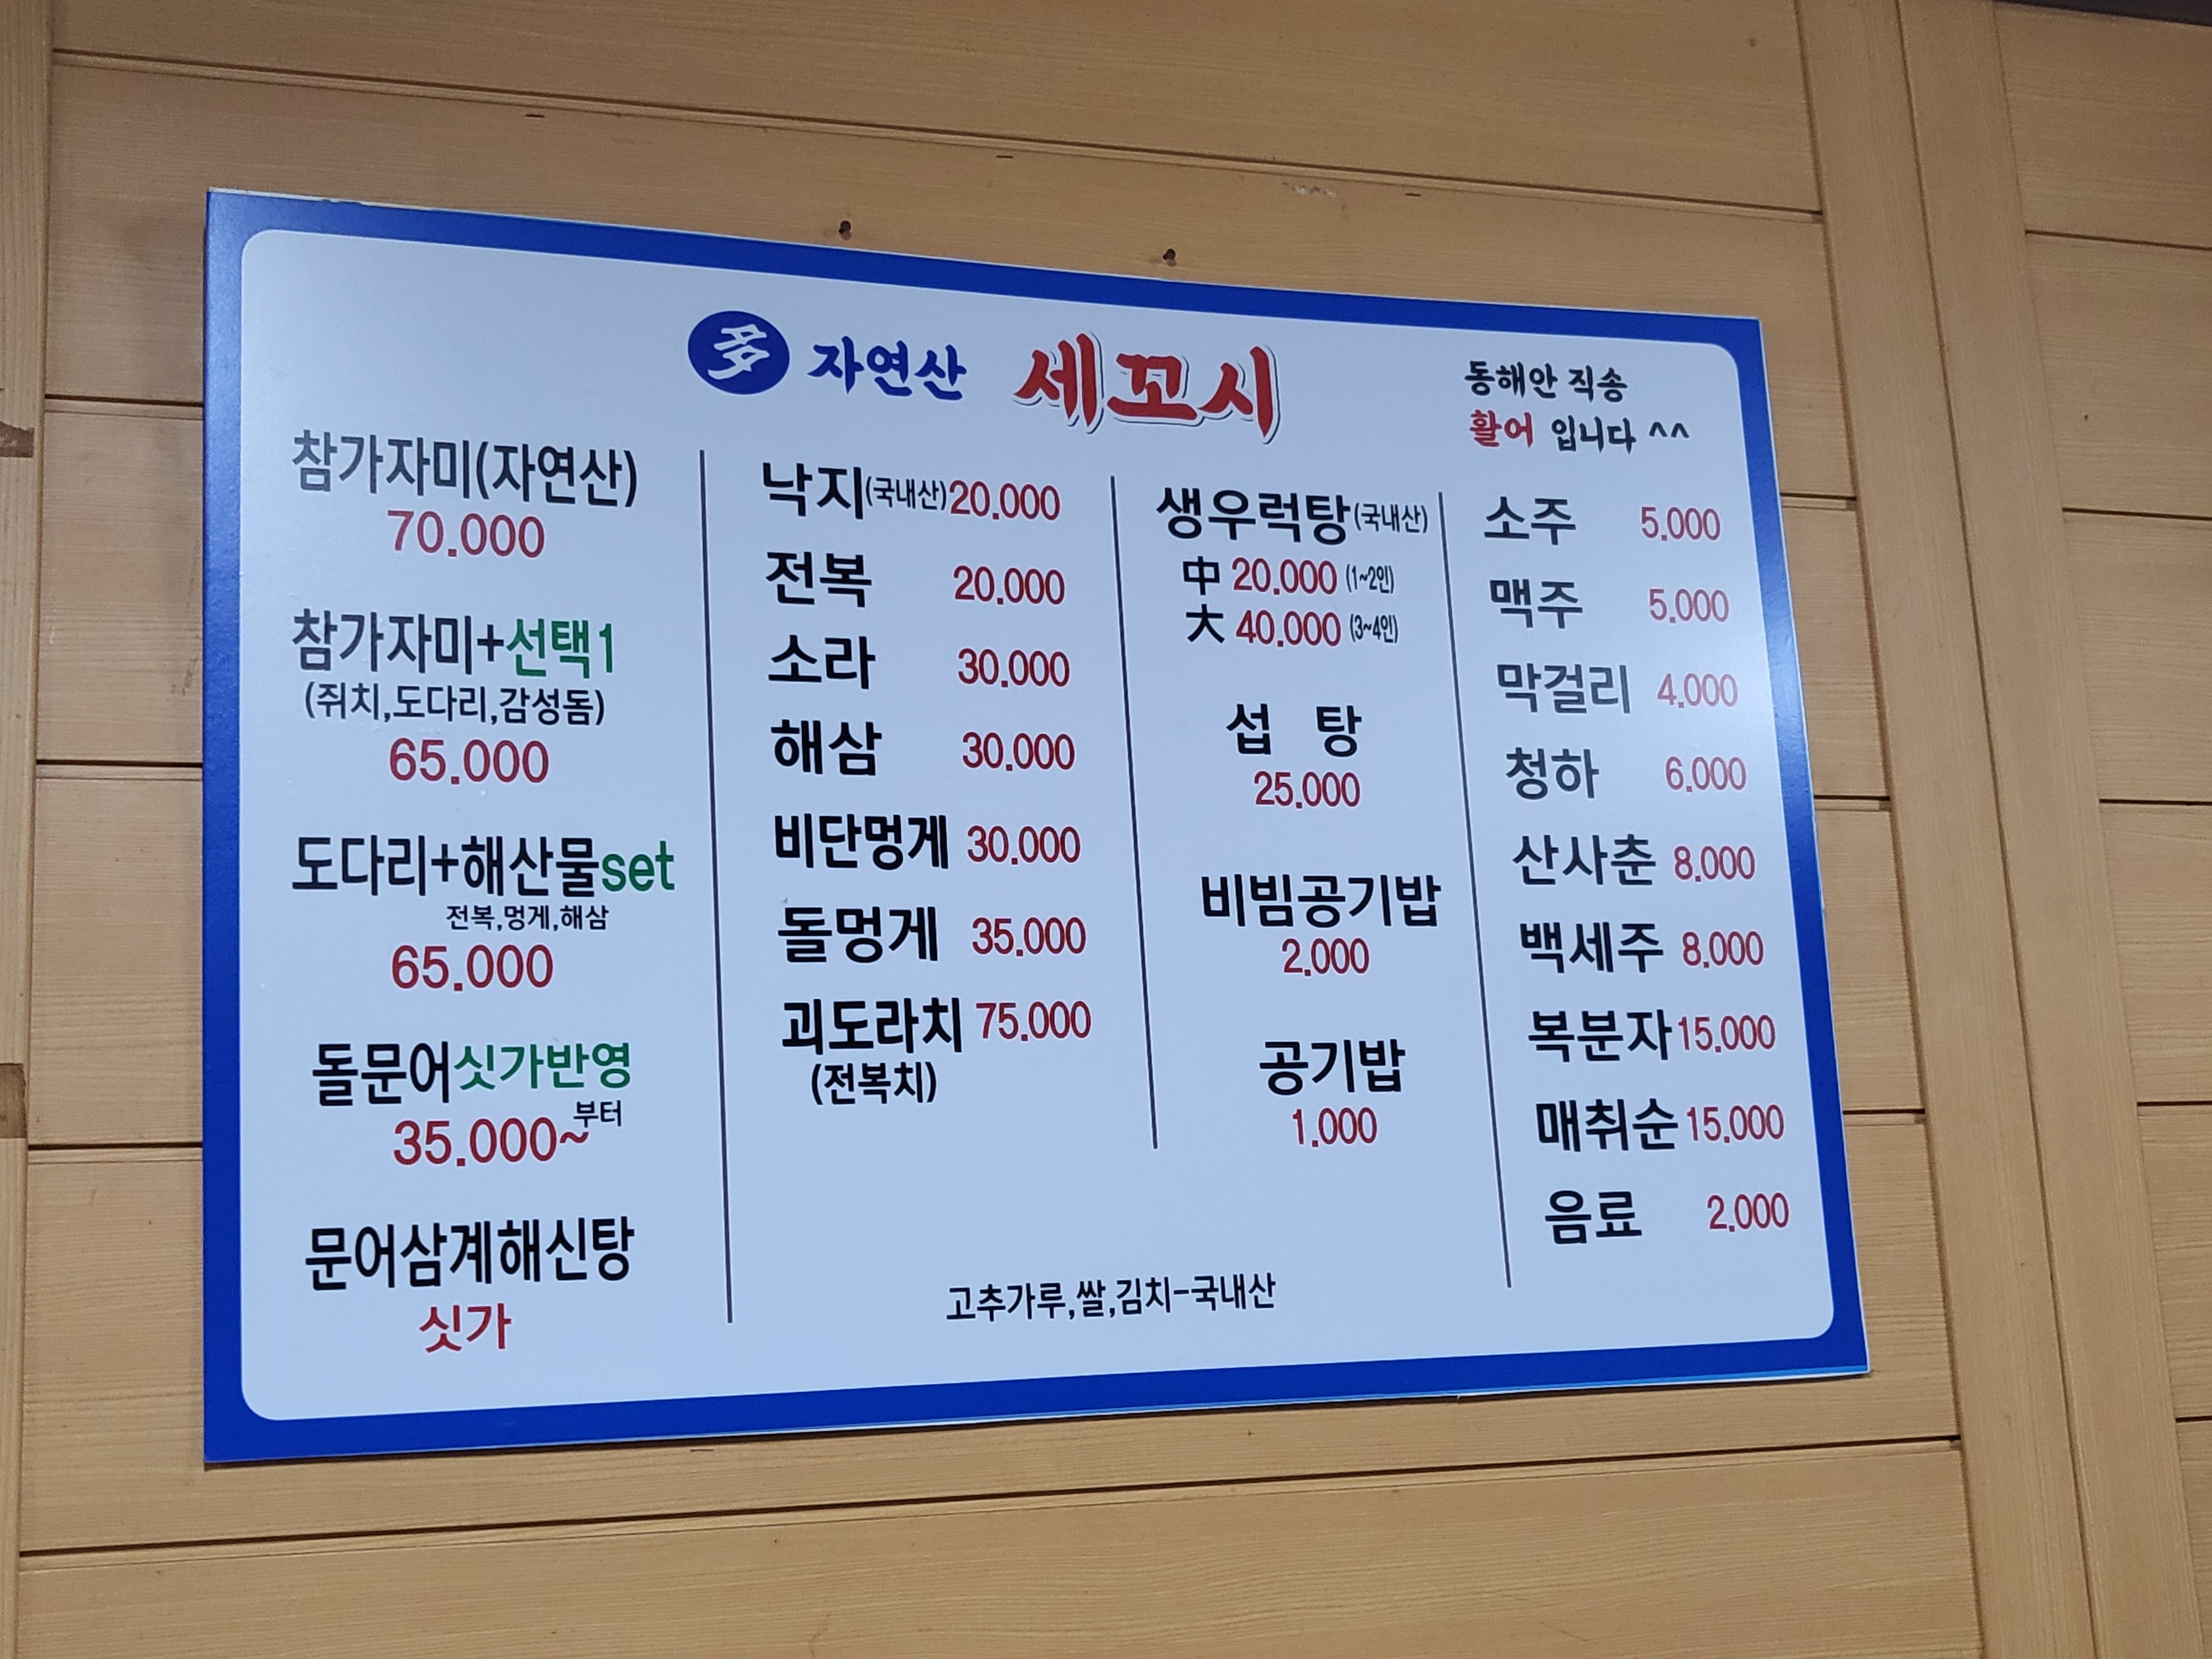 多 자연산 세꼬시
동해안 직송
활어 입니다 ^^
참가자미(자연산)
70.000
참가자미+선택1
(쥐치,도다리,감성돔)
65.000
도다리+해산물set
전복,멍게,해삼
65.000
돌문어싯가반영
35.000~부터
문어삼계해신탕
싯가
낙지(국내산)20.000
전복 20.000
소라 30.000
해삼 30.000
비단멍게 30.000
돌멍게 35.000
괴도라치 75.000
(전복치)
생우럭탕(국내산)
中 20.000 (1~2인)
大 40.000 (3~4인)
섭 탕
25.000
비빔공기밥
2.000
공기밥
1.000
소주 5.000
맥주 5.000
막걸리 4.000
청하 6.000
산사춘 8.000
백세주 8.000
복분자 15.000
매취순 15.000
음료 2.000
고추가루,쌀,김치-국내산